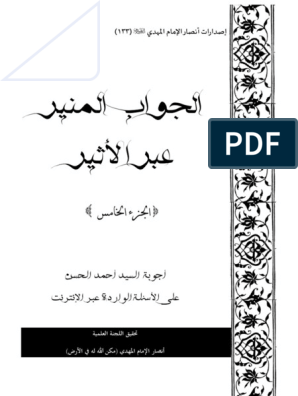 إصدارات أنصار الإمام المهدي (١٣٣)
الجواب المنير
عبر الأثير
PDF
﴿الجزء الخامس﴾
أجوبة السيد أحمد الحسن
على الأسئلة الواردة عبر الإنترنت
تحقيق اللجنة العلمية
أنصار الإمام المهدي (مكن الله له في الأرض)